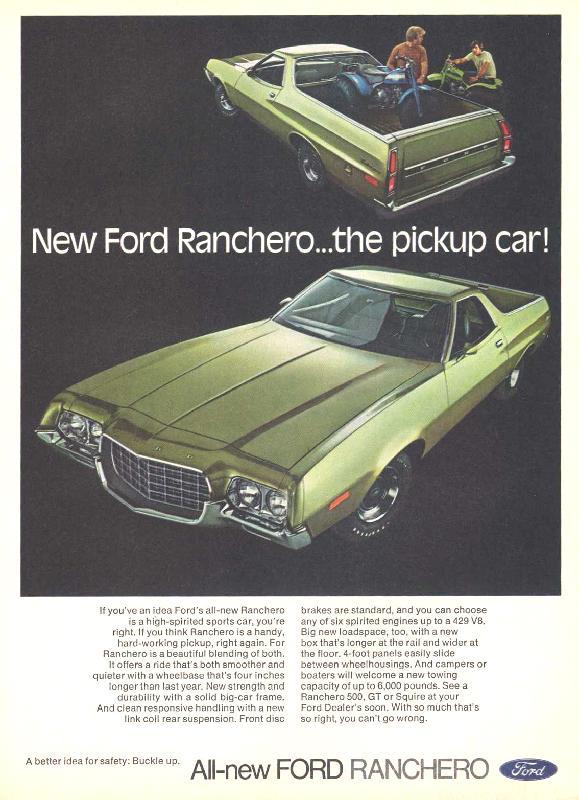 New Ford Ranchero...the pickup car!
If you've an idea Ford's all-new Ranchero
is a high-spirited sports car, you're
right. If you think Ranchero is a handy,
hard-working pickup, right again. For
Ranchero is a beautiful blending of both.
It offers a ride that's both smoother and
quieter with a wheelbase that's four inches
longer than last year. New strength and
durability with a solid big-car frame.
And clean responsive handling with a new
link coil rear suspension. Front disc
brakes are standard, and you can choose
any of six spirited engines up to a 429 V8.
Big new loadspace, too, with a new
box that's longer at the rail and wider at
the floor. 4-foot panels easily slide
between wheelhousings. And campers or
boaters will welcome a new towing
capacity of up to 6,000 pounds. See a
Ranchero 500, GT or Squire at your
Ford Dealer's soon. With so much that's
so right, you can't go wrong.
A better idea for safety: Buckle up.
All-new FORD RANCHERO
Ford